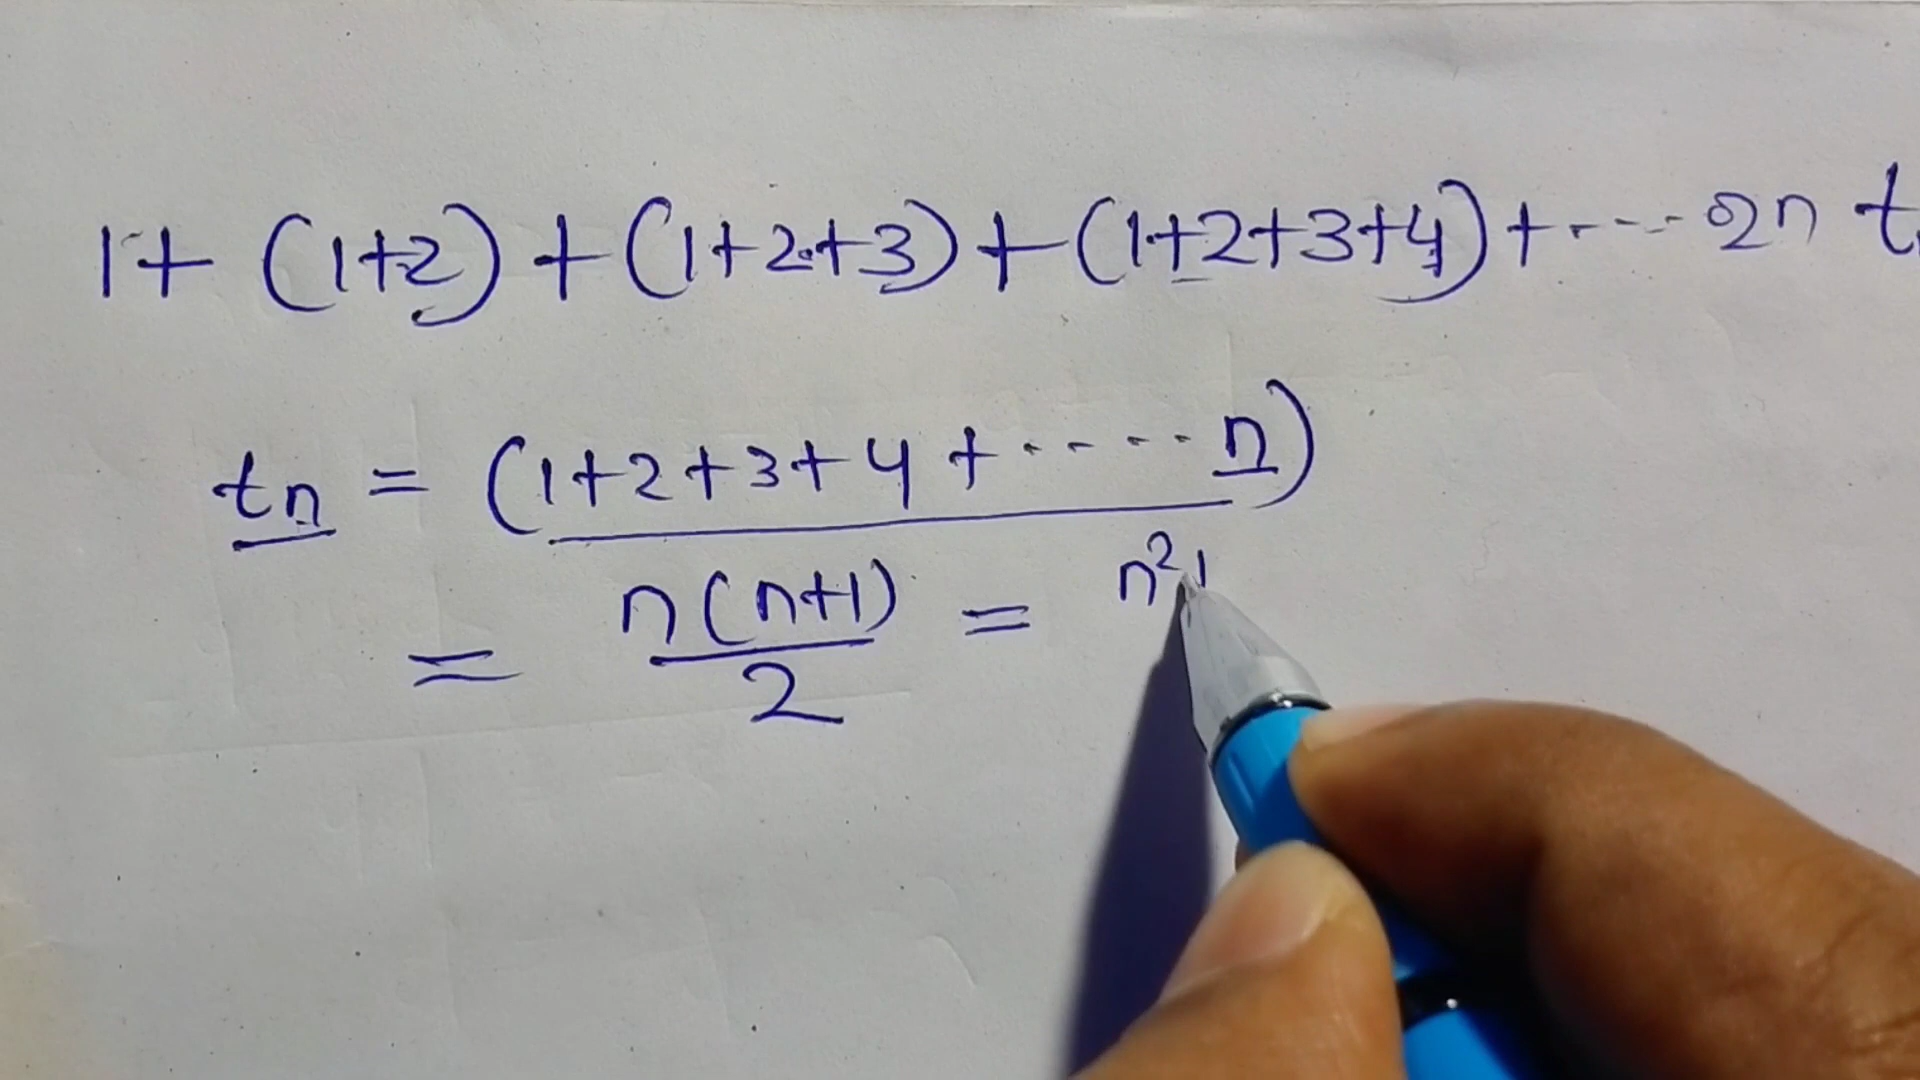 1+ (1+2) + (1+2+3) + (1+2+3+4) + ---- 2n t
tn = (1+2+3+4 + ----- n)
= n(n+1)/2 = n²